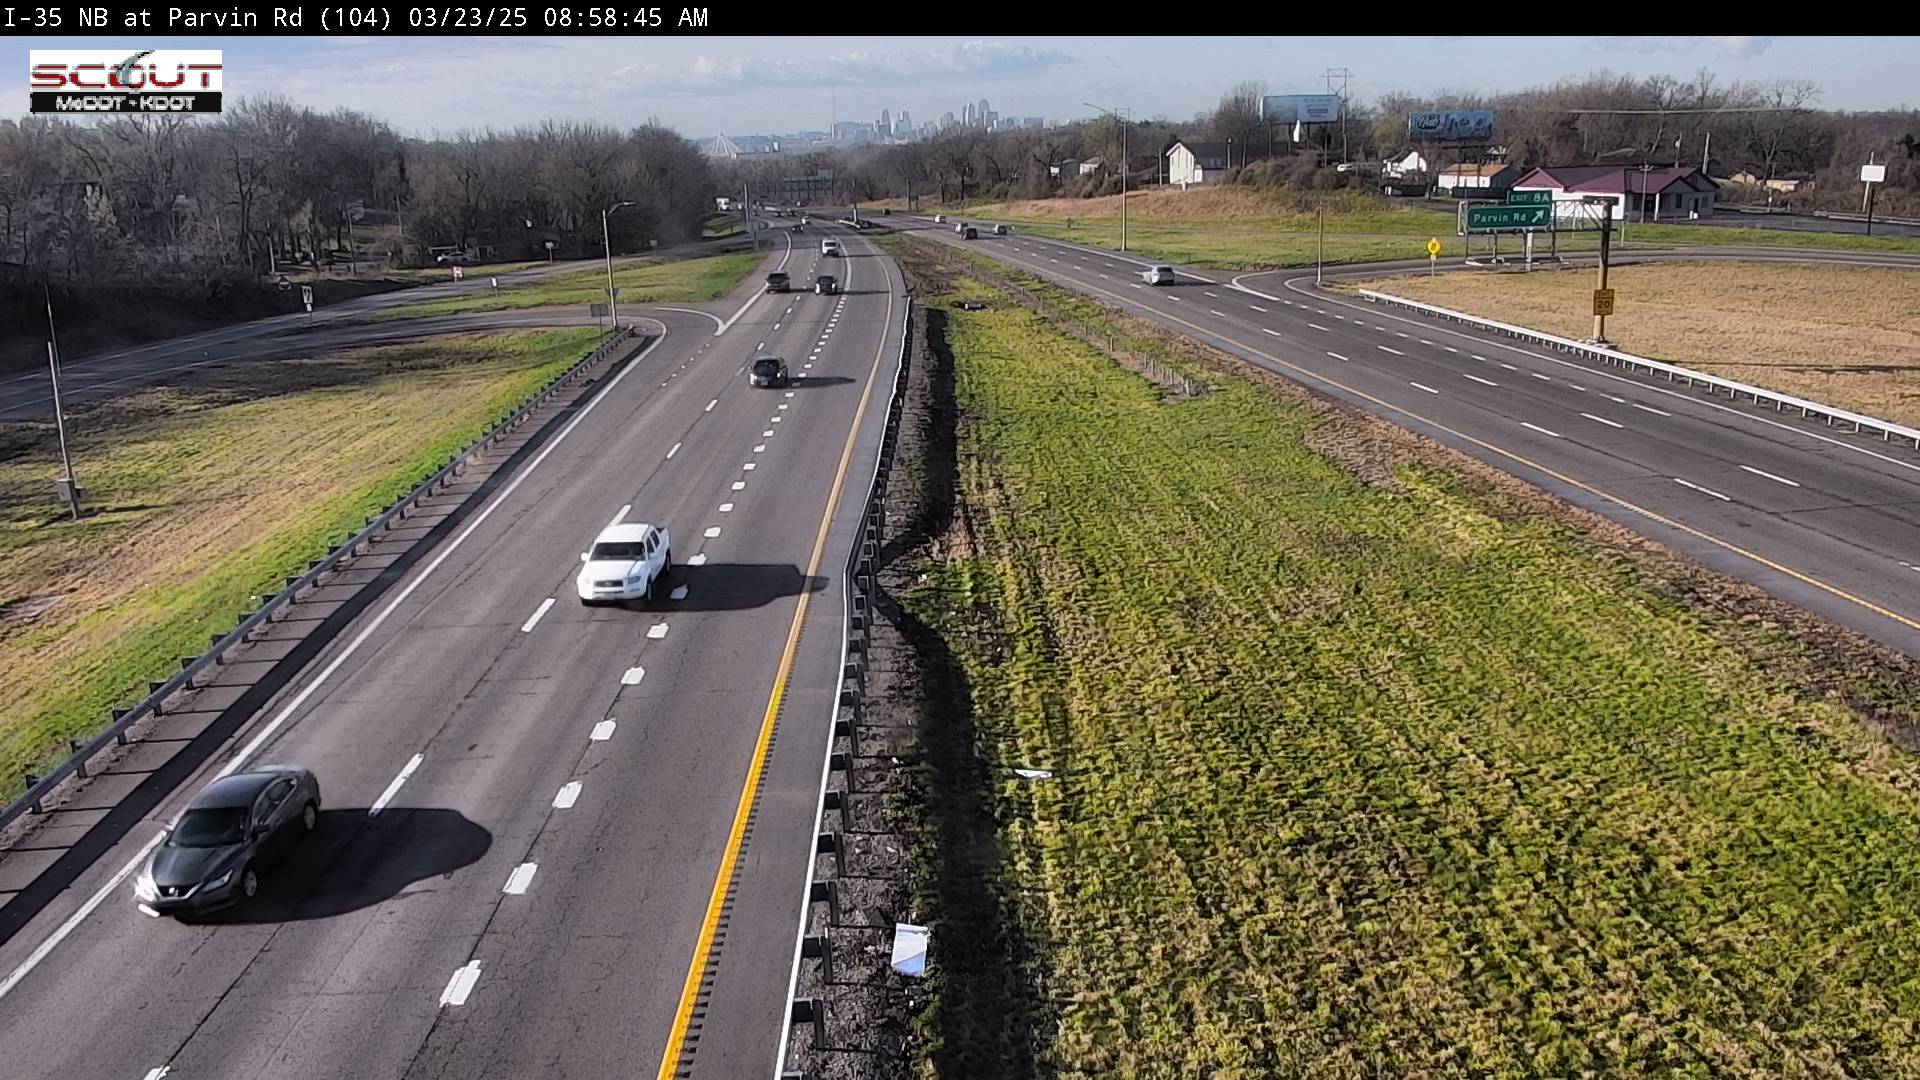 I-35 NB at Parvin Rd (104) 03/23/25 08:58:45 AM
SCOUT
MoDOT - KDOT
EXIT 8A
Parvin Rd
20